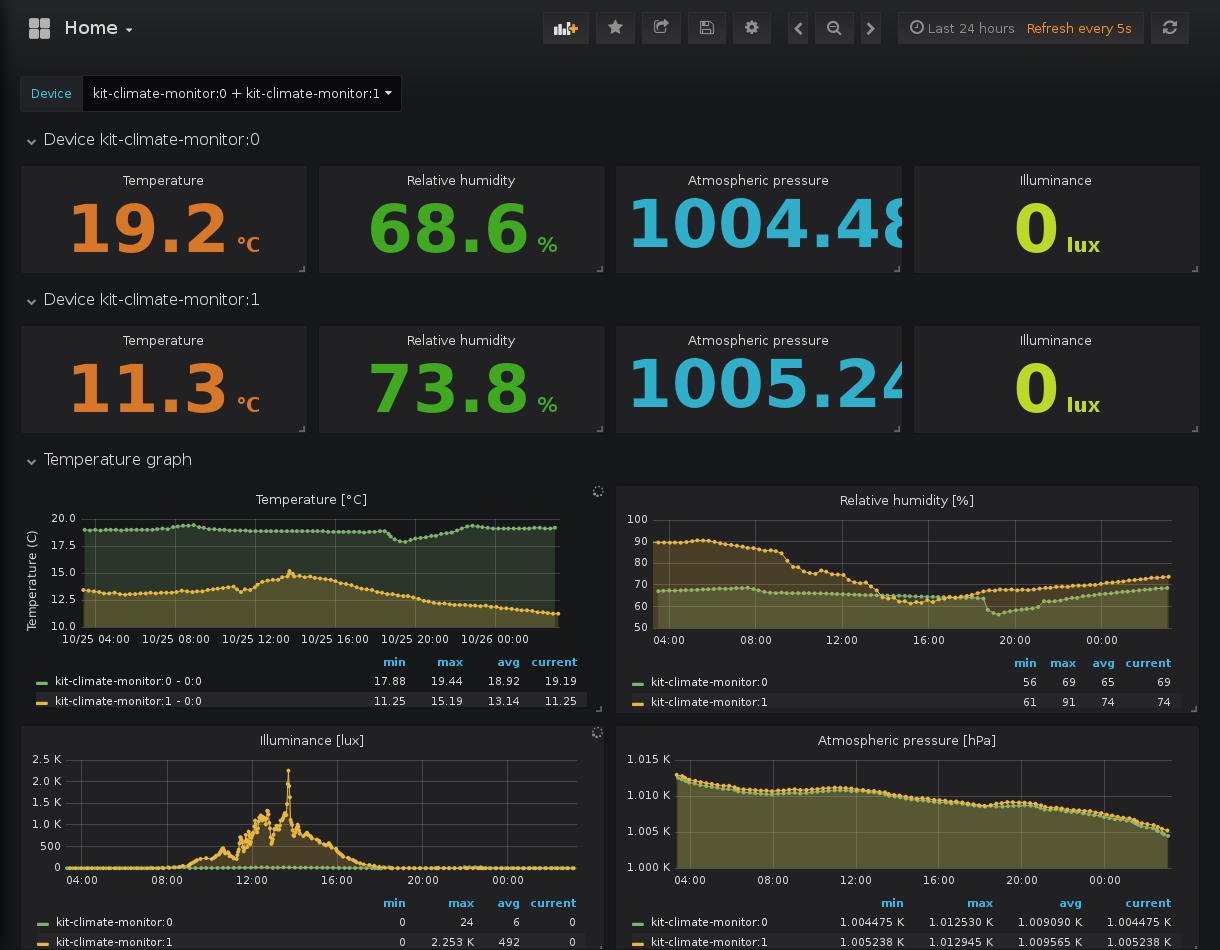 Home
Last 24 hours Refresh every 5s
Device kit-climate-monitor:0 + kit-climate-monitor:1
Device kit-climate-monitor:0
Temperature Relative humidity Atmospheric pressure Illuminance
19.2 °C 68.6 % 1004.48 0 lux
Device kit-climate-monitor:1
Temperature Relative humidity Atmospheric pressure Illuminance
11.3 °C 73.8 % 1005.24 0 lux
Temperature graph
Temperature [°C]
Temperature (C)
20.0
17.5
15.0
12.5
10.0
10/25 04:00 10/25 08:00 10/25 12:00 10/25 16:00 10/25 20:00 10/26 00:00
min max avg current
kit-climate-monitor:0 - 0:0 17.88 19.44 18.92 19.19
kit-climate-monitor:1 - 0:0 11.25 15.19 13.14 11.25
Relative humidity [%]
100
90
80
70
60
50
04:00 08:00 12:00 16:00 20:00 00:00
min max avg current
kit-climate-monitor:0 56 69 65 69
kit-climate-monitor:1 61 91 74 74
Illuminance [lux]
2.5 K
2.0 K
1.5 K
1.0 K
500
0
04:00 08:00 12:00 16:00 20:00 00:00
min max avg current
kit-climate-monitor:0 0 24 6 0
kit-climate-monitor:1 0 2.253 K 492 0
Atmospheric pressure [hPa]
1.015 K
1.010 K
1.005 K
1.000 K
04:00 08:00 12:00 16:00 20:00 00:00
min max avg current
kit-climate-monitor:0 1.004475 K 1.012530 K 1.009090 K 1.004475 K
kit-climate-monitor:1 1.005238 K 1.012945 K 1.009565 K 1.005238 K